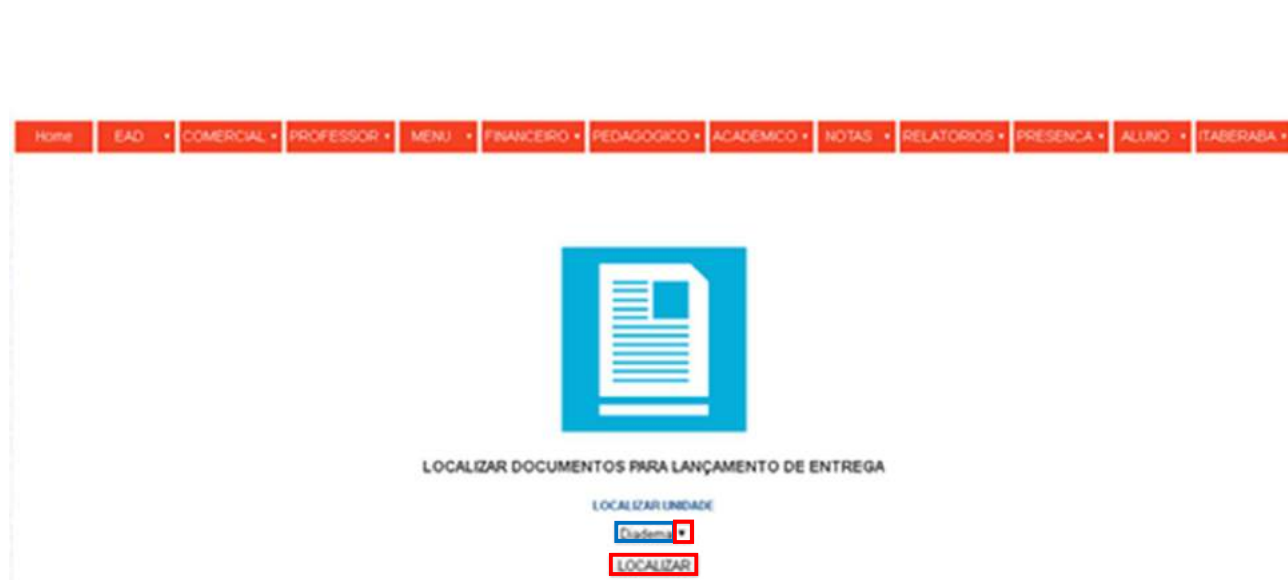 Home EAD COMERCIAL PROFESSOR MENU FINANCEIRO PEDAGOGICO ACADEMICO NOTAS RELATORIOS PRESENCA ALUNO ITABERABA
LOCALIZAR DOCUMENTOS PARA LANÇAMENTO DE ENTREGA
LOCALIZAR UNIDADE
Diadema
LOCALIZAR